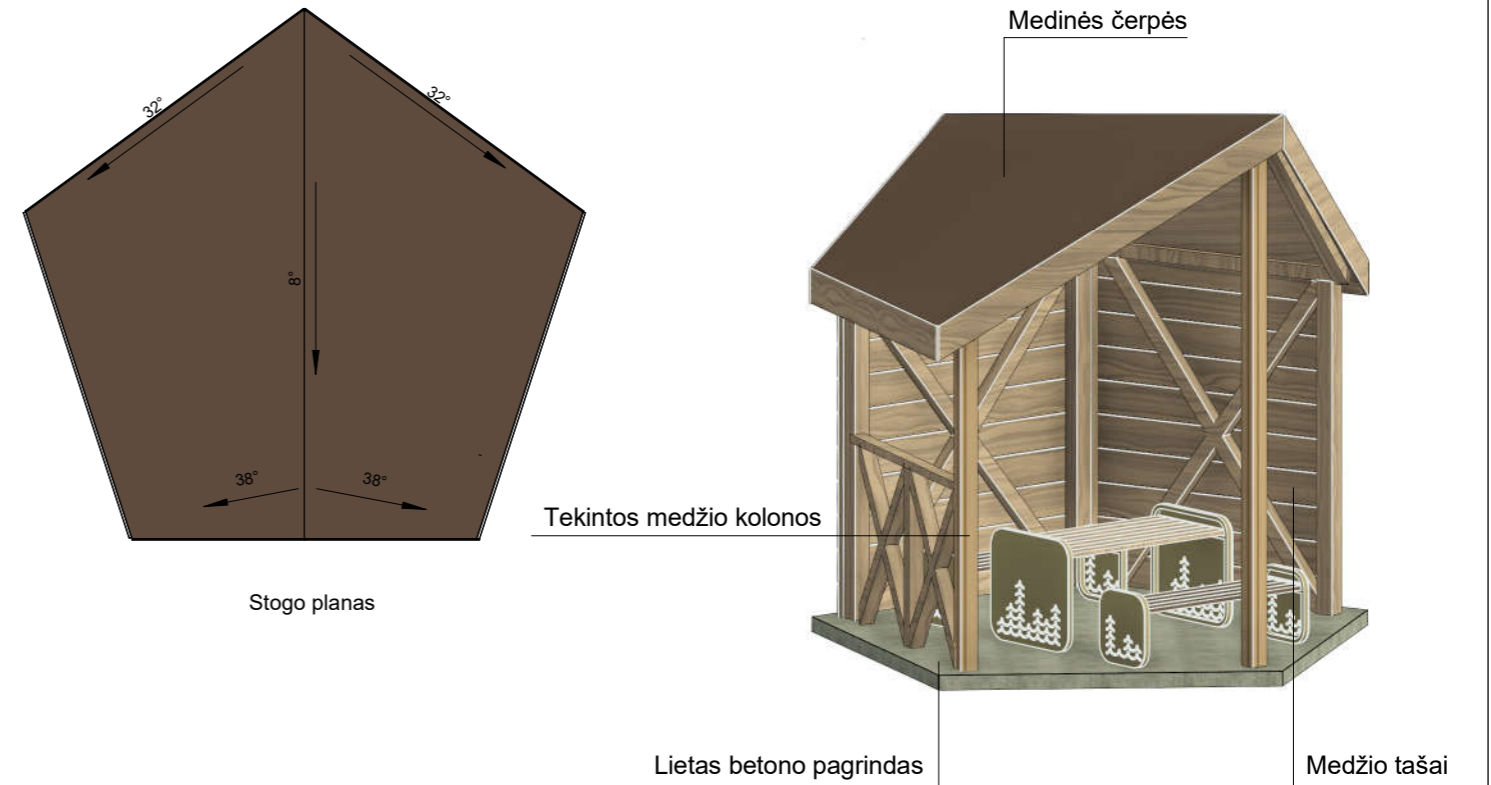 Medinės čerpės
32°
32°
8°
38°
38°
Tekintos medžio kolonos
Stogo planas
Lietas betono pagrindas
Medžio tašai